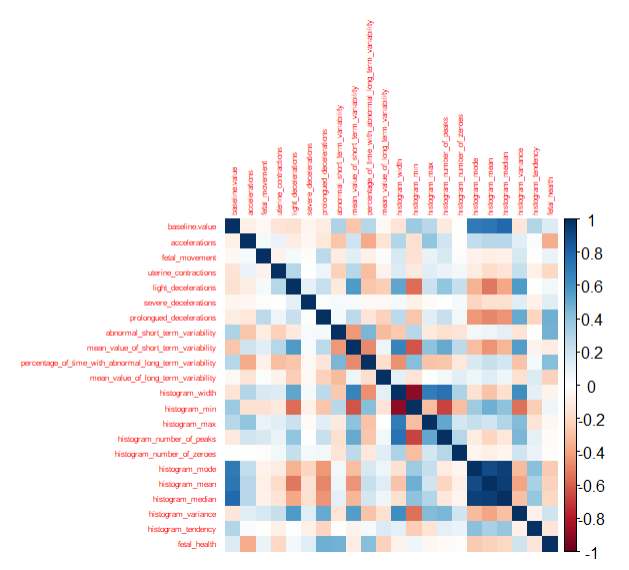 baseline.value
accelerations
fetal_movement
uterine_contractions
light_decelerations
severe_decelerations
prolongued_decelerations
abnormal_short_term_variability
mean_value_of_short_term_variability
percentage_of_time_with_abnormal_long_term_variability
mean_value_of_long_term_variability
histogram_width
histogram_min
histogram_max
histogram_number_of_peaks
histogram_number_of_zeroes
histogram_mode
histogram_mean
histogram_median
histogram_variance
histogram_tendency
fetal_health
baseline.value
accelerations
fetal_movement
uterine_contractions
light_decelerations
severe_decelerations
prolongued_decelerations
abnormal_short_term_variability
mean_value_of_short_term_variability
percentage_of_time_with_abnormal_long_term_variability
mean_value_of_long_term_variability
histogram_width
histogram_min
histogram_max
histogram_number_of_peaks
histogram_number_of_zeroes
histogram_mode
histogram_mean
histogram_median
histogram_variance
histogram_tendency
fetal_health
1
0.8
0.6
0.4
0.2
0
-0.2
-0.4
-0.6
-0.8
-1